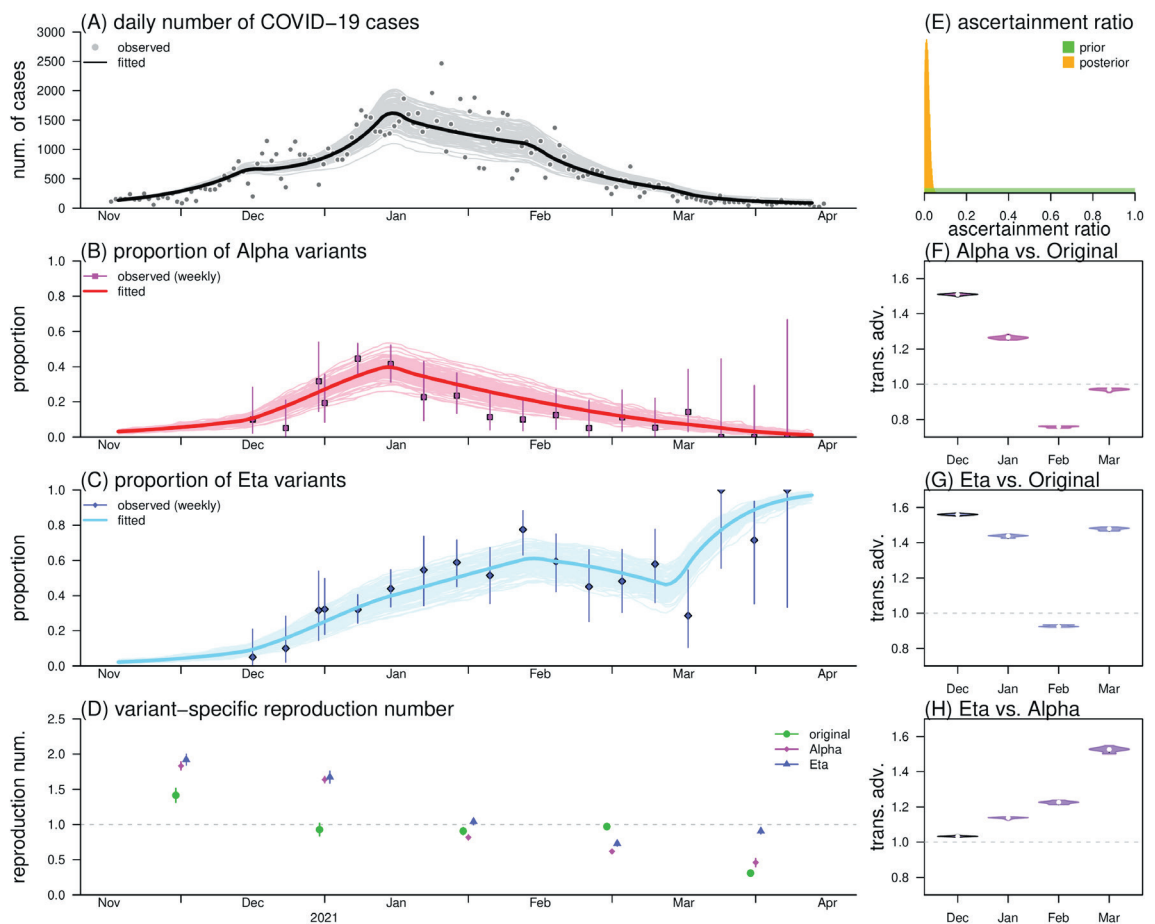 (A) daily number of COVID−19 cases
3000
2500
2000
1500
1000
500
0
num. of cases
observed
fitted
Nov Dec Jan Feb Mar Apr
(E) ascertainment ratio
prior
posterior
0.0 0.2 0.4 0.6 0.8 1.0
ascertainment ratio
(B) proportion of Alpha variants
1.0
0.8
0.6
0.4
0.2
0.0
proportion
observed (weekly)
fitted
Nov Dec Jan Feb Mar Apr
(F) Alpha vs. Original
1.6
1.4
1.2
1.0
0.8
trans. adv.
Dec Jan Feb Mar
(C) proportion of Eta variants
1.0
0.8
0.6
0.4
0.2
0.0
proportion
observed (weekly)
fitted
Nov Dec Jan Feb Mar Apr
(G) Eta vs. Original
1.6
1.4
1.2
1.0
0.8
trans. adv.
Dec Jan Feb Mar
(D) variant−specific reproduction number
2.5
2.0
1.5
1.0
0.5
0.0
reproduction num.
original
Alpha
Eta
Nov Dec Jan Feb Mar Apr
2021
(H) Eta vs. Alpha
1.6
1.4
1.2
1.0
0.8
trans. adv.
Dec Jan Feb Mar